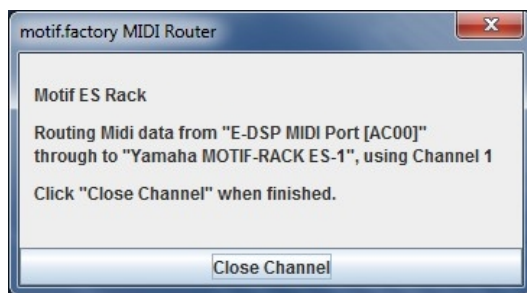 motif.factory MIDI Router
Motif ES Rack
Routing Midi data from "E-DSP MIDI Port [AC00]"
through to "Yamaha MOTIF-RACK ES-1", using Channel 1
Click "Close Channel" when finished.
Close Channel